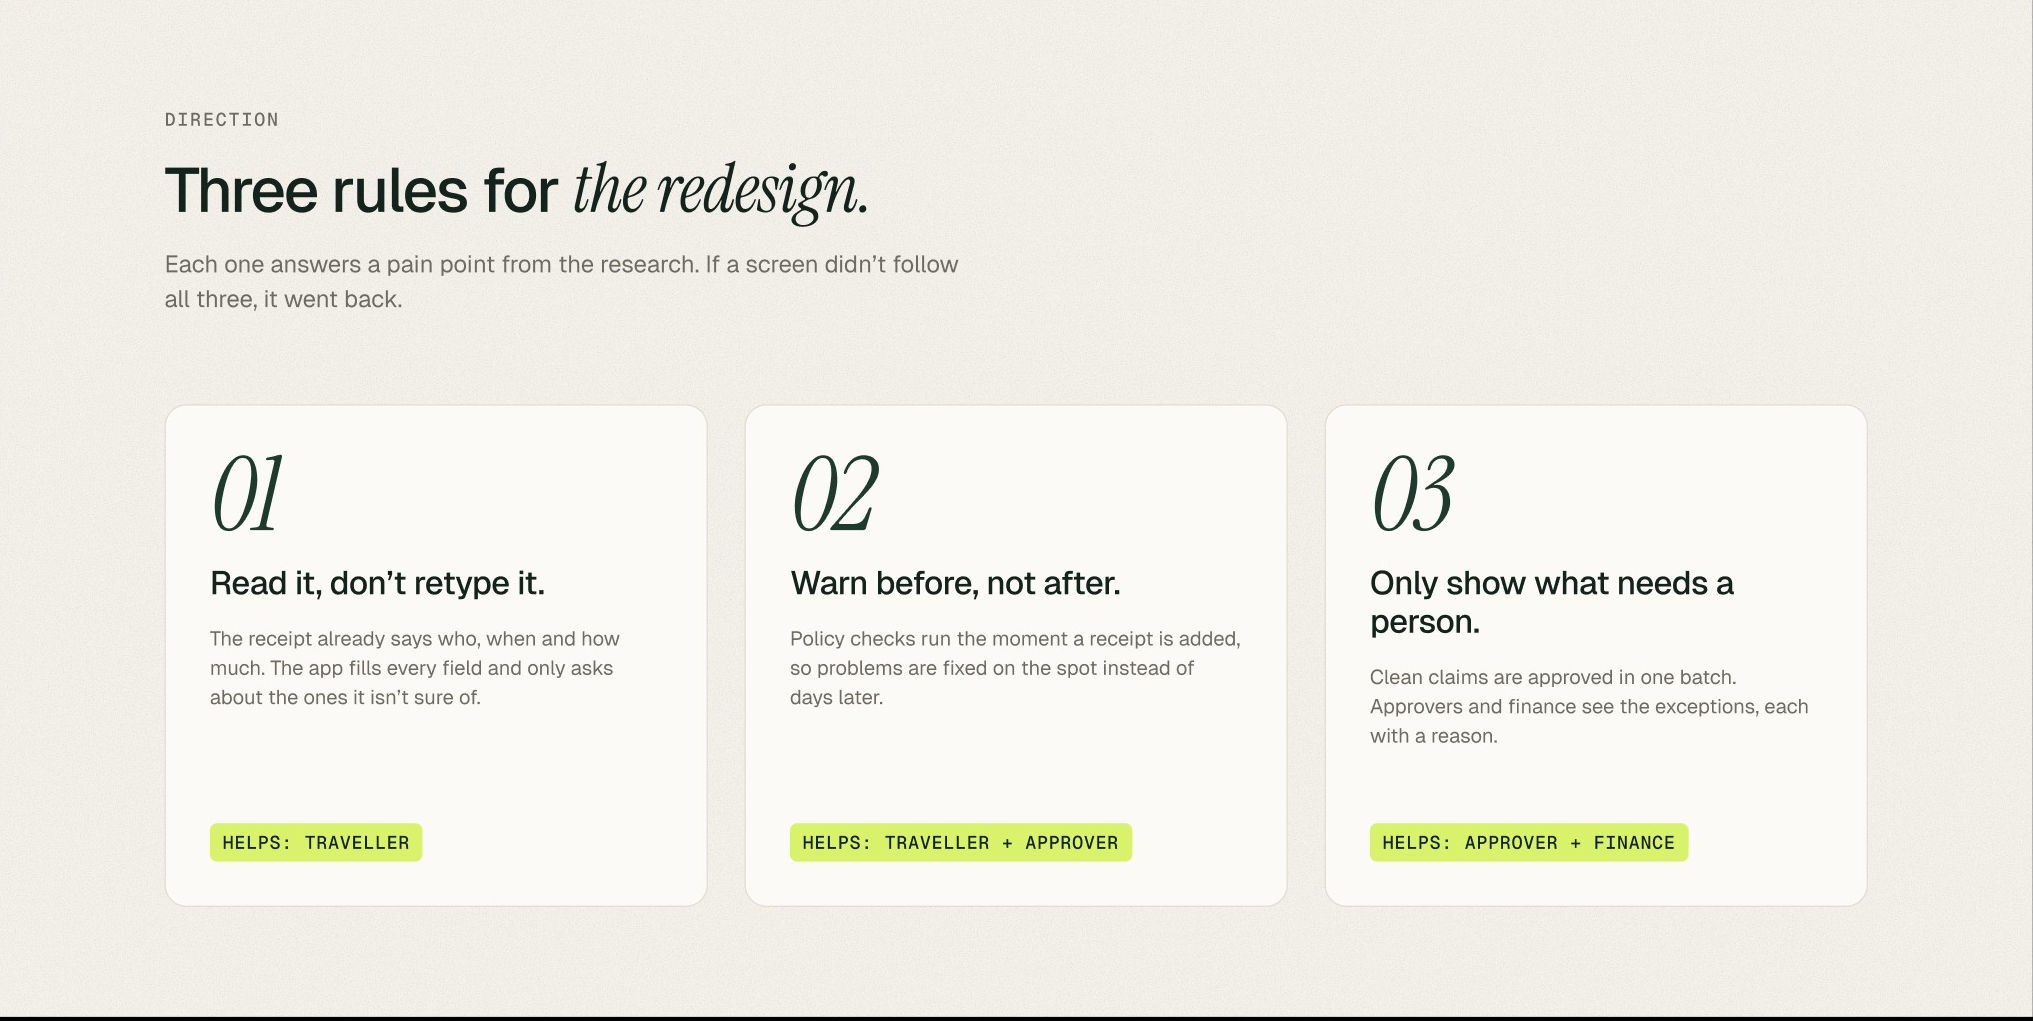 DIRECTION
Three rules for the redesign.
Each one answers a pain point from the research. If a screen didn’t follow
all three, it went back.
01
Read it, don’t retype it.
The receipt already says who, when and how
much. The app fills every field and only asks
about the ones it isn’t sure of.
HELPS: TRAVELLER
02
Warn before, not after.
Policy checks run the moment a receipt is added,
so problems are fixed on the spot instead of
days later.
HELPS: TRAVELLER + APPROVER
03
Only show what needs a
person.
Clean claims are approved in one batch.
Approvers and finance see the exceptions, each
with a reason.
HELPS: APPROVER + FINANCE